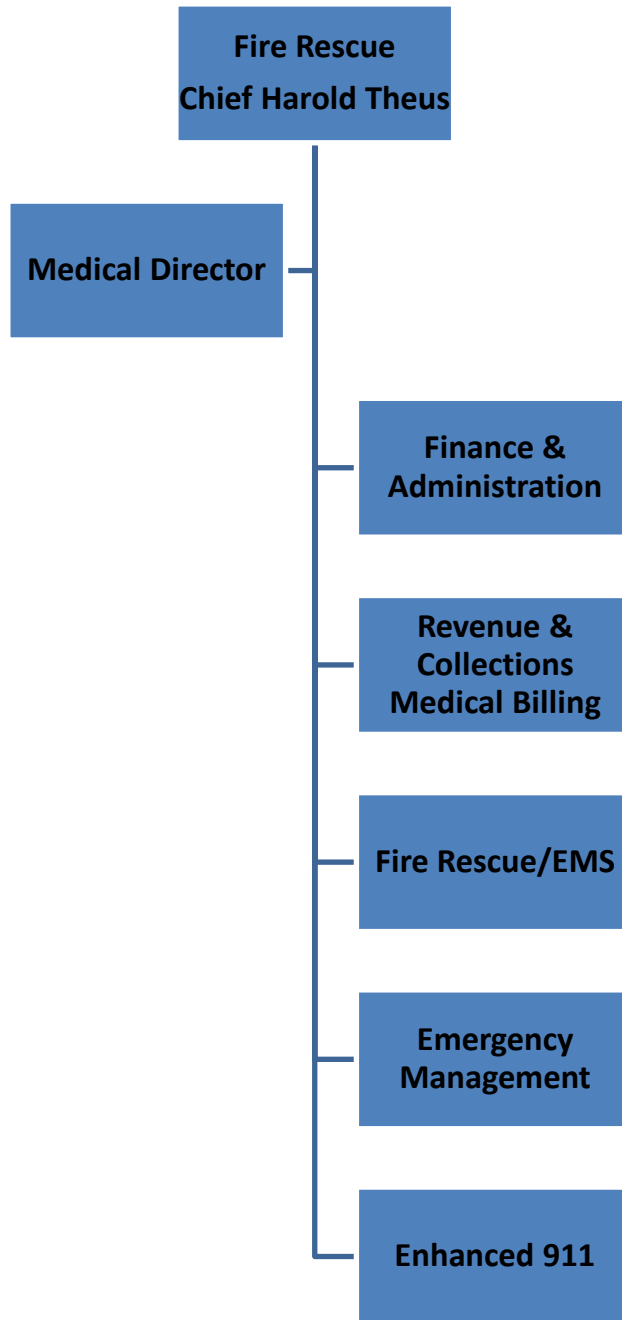 Fire Rescue
Chief Harold Theus
Medical Director
Finance &
Administration
Revenue &
Collections
Medical Billing
Fire Rescue/EMS
Emergency
Management
Enhanced 911